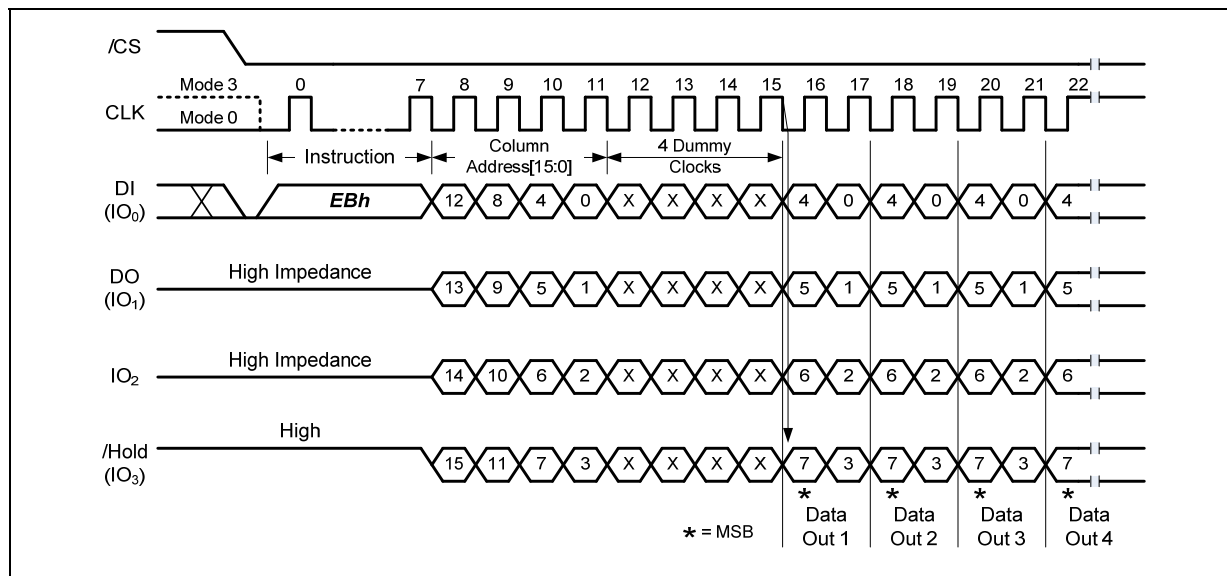 /CS
Mode 3 0 7 8 9 10 11 12 13 14 15 16 17 18 19 20 21 22
CLK
Mode 0
Instruction
Column Address[15:0]
4 Dummy Clocks
DI (IO0)
EBh 12 8 4 0 X X X X 4 0 4 0 4 0 4
DO (IO1)
High Impedance 13 9 5 1 X X X X 5 1 5 1 5 1 5
IO2
High Impedance 14 10 6 2 X X X X 6 2 6 2 6 2 6
/Hold (IO3)
High 15 11 7 3 X X X X 7 3 7 3 7 3 7
* * * *
* = MSB
Data Out 1
Data Out 2
Data Out 3
Data Out 4